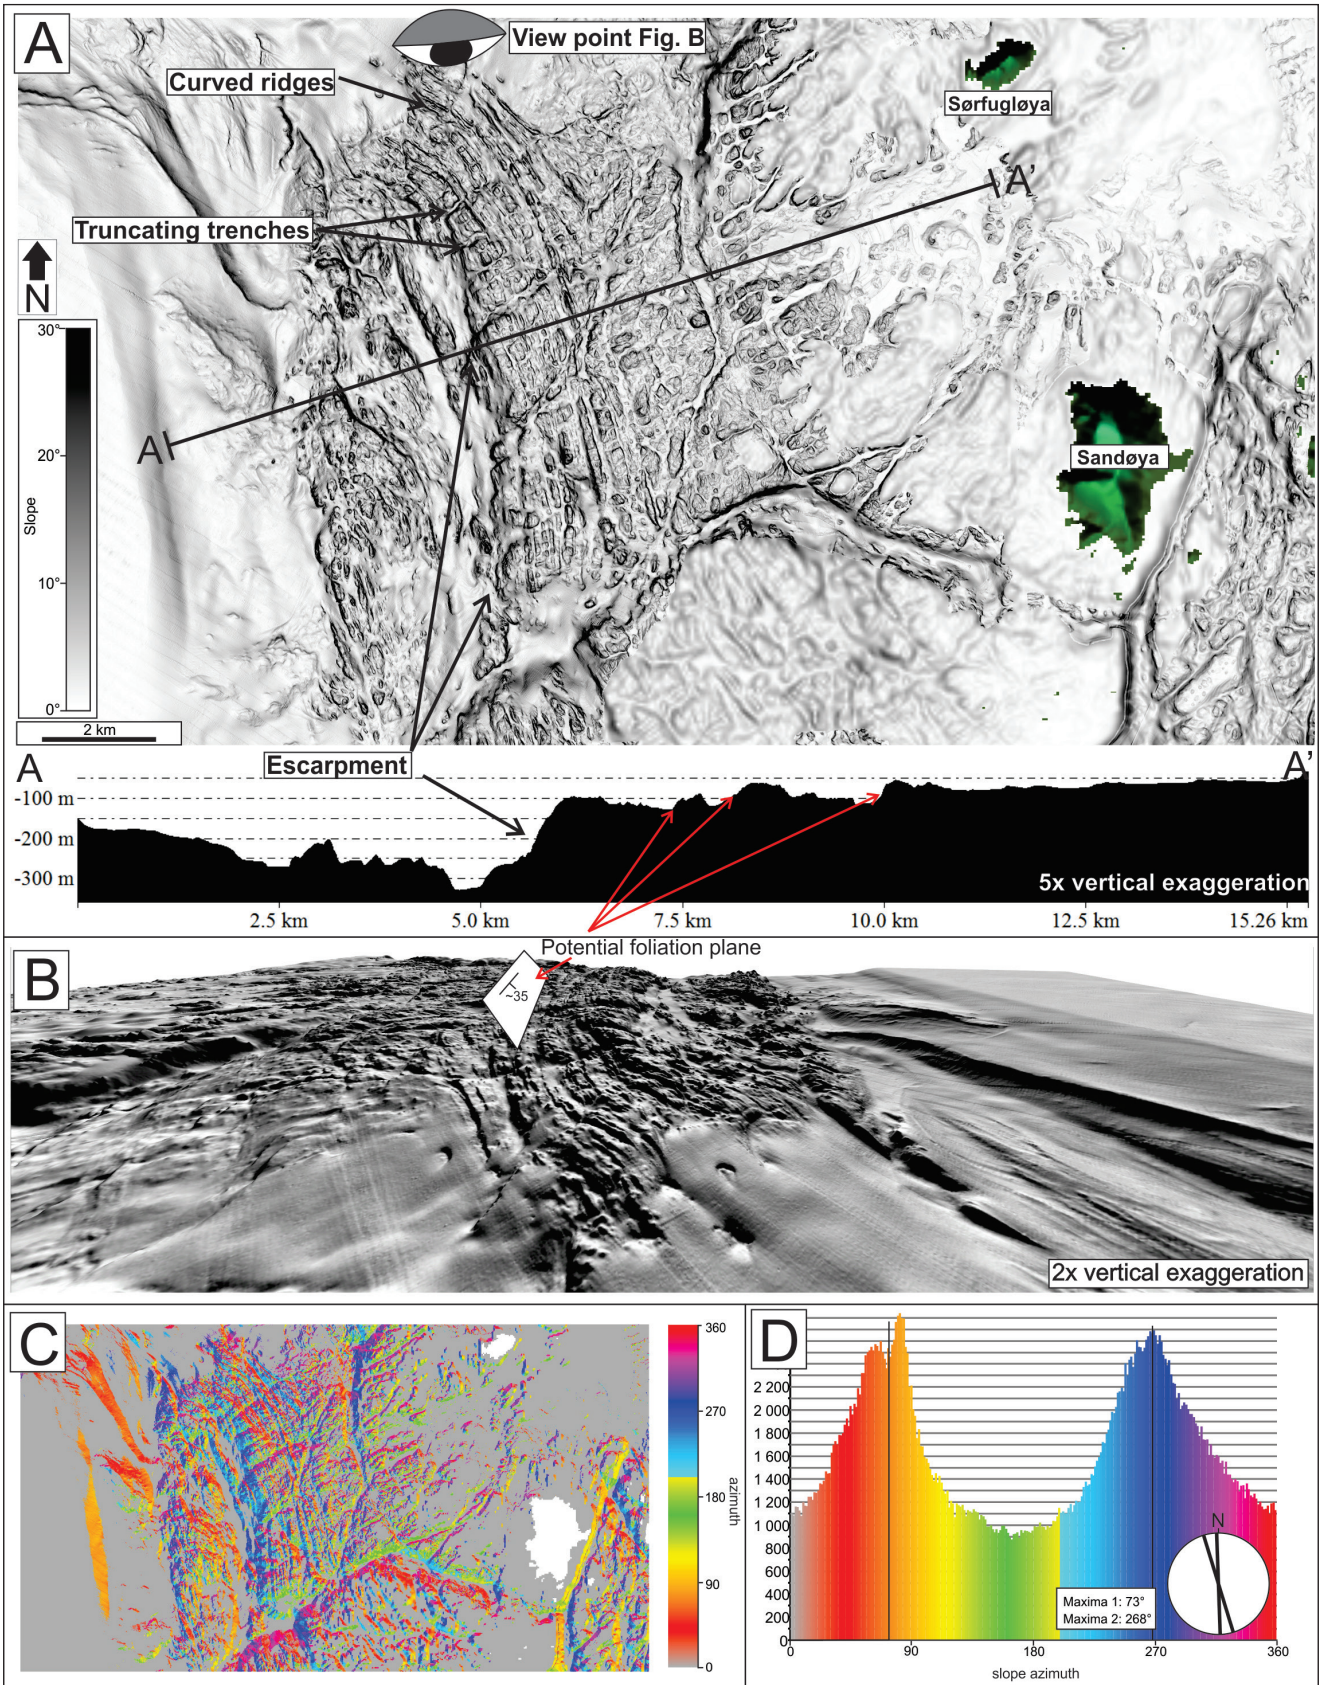 A
View point Fig. B
Curved ridges
Sørfugløya
A'
Truncating trenches
N
30°
20°
10°
0°
Slope
A
Sandøya
2 km
Escarpment
A
A'
-100 m
-200 m
-300 m
5x vertical exaggeration
2.5 km
5.0 km
7.5 km
10.0 km
12.5 km
15.26 km
Potential foliation plane
B
~35
2x vertical exaggeration
C
360
270
180
90
0
azimuth
D
2 200
2 000
1 800
1 600
1 400
1 200
1 000
800
600
400
200
0
N
Maxima 1: 73°
Maxima 2: 268°
0
90
180
270
360
slope azimuth